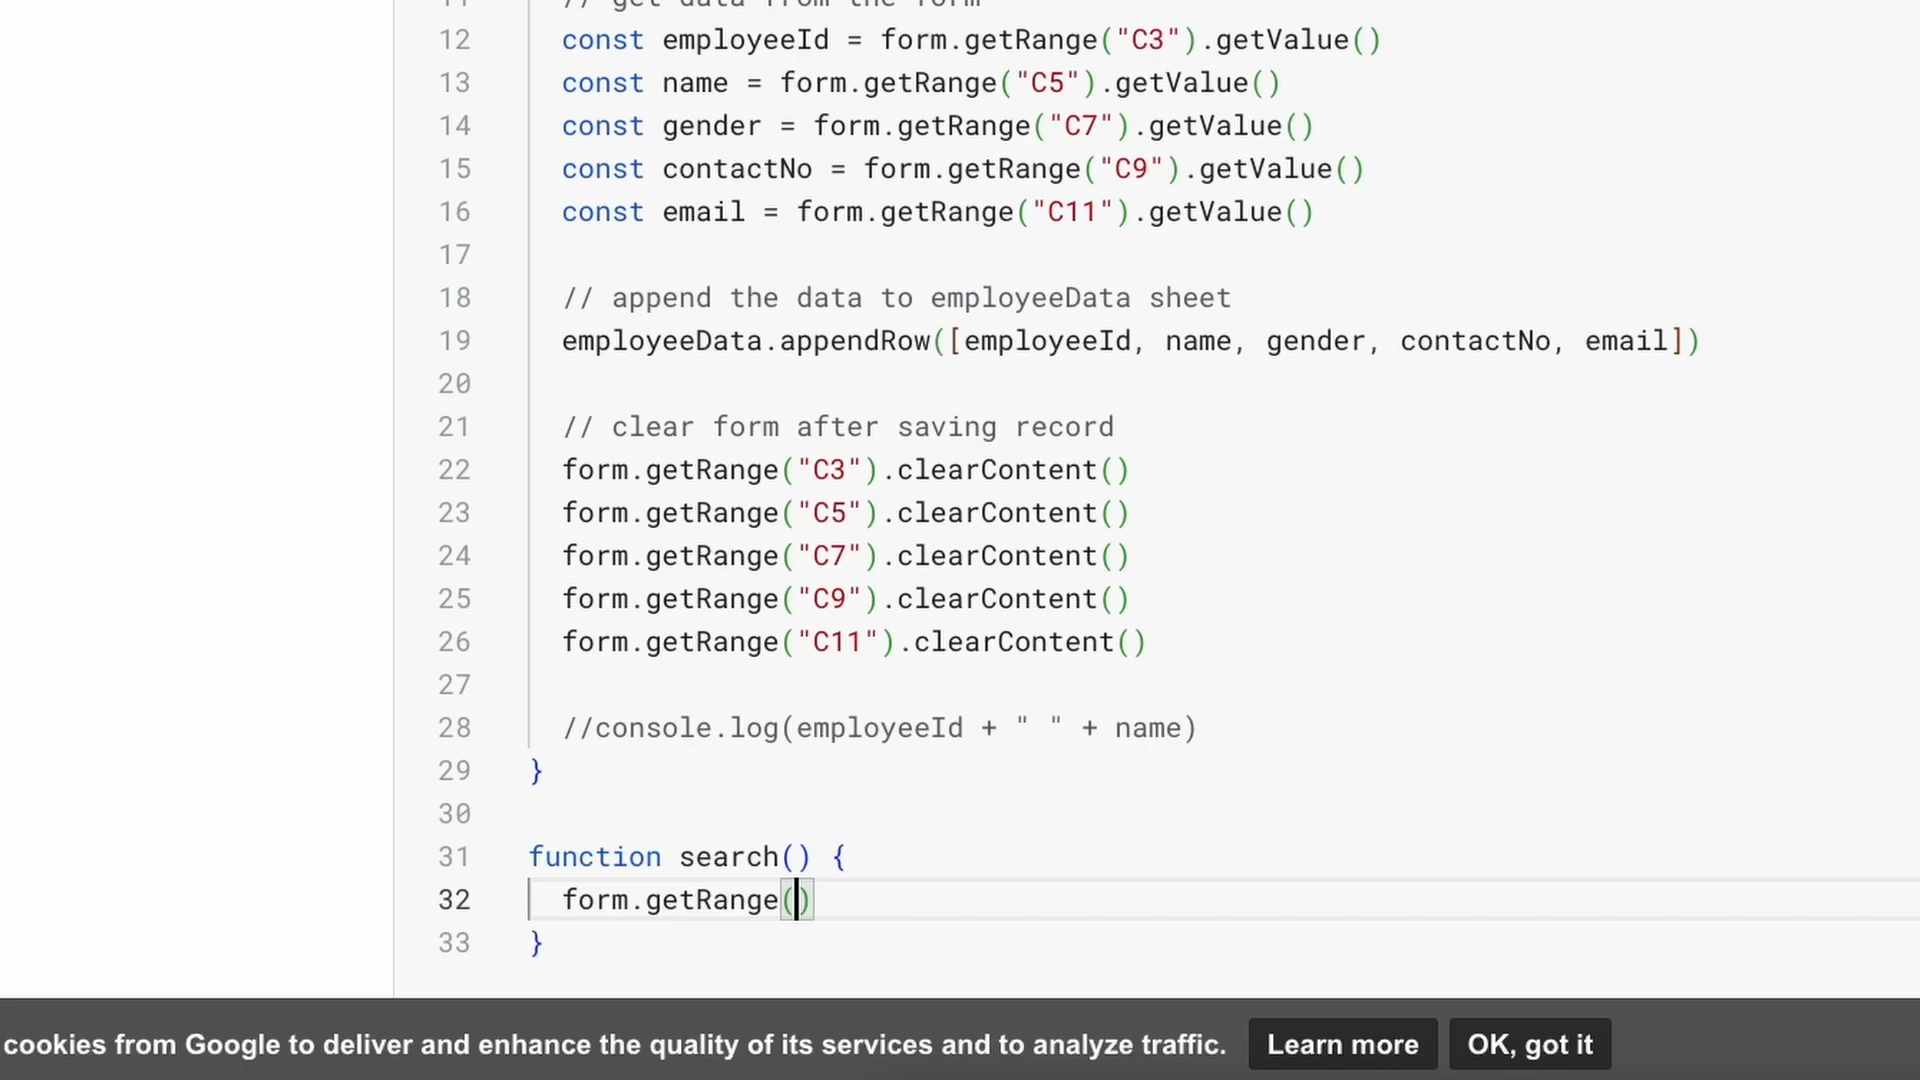 11 // get data from the form
12 const employeeId = form.getRange("C3").getValue()
13 const name = form.getRange("C5").getValue()
14 const gender = form.getRange("C7").getValue()
15 const contactNo = form.getRange("C9").getValue()
16 const email = form.getRange("C11").getValue()
17
18 // append the data to employeeData sheet
19 employeeData.appendRow([employeeId, name, gender, contactNo, email])
20
21 // clear form after saving record
22 form.getRange("C3").clearContent()
23 form.getRange("C5").clearContent()
24 form.getRange("C7").clearContent()
25 form.getRange("C9").clearContent()
26 form.getRange("C11").clearContent()
27
28 //console.log(employeeId + " " + name)
29 }
30
31 function search() {
32 form.getRange()
33 }
cookies from Google to deliver and enhance the quality of its services and to analyze traffic. Learn more OK, got it